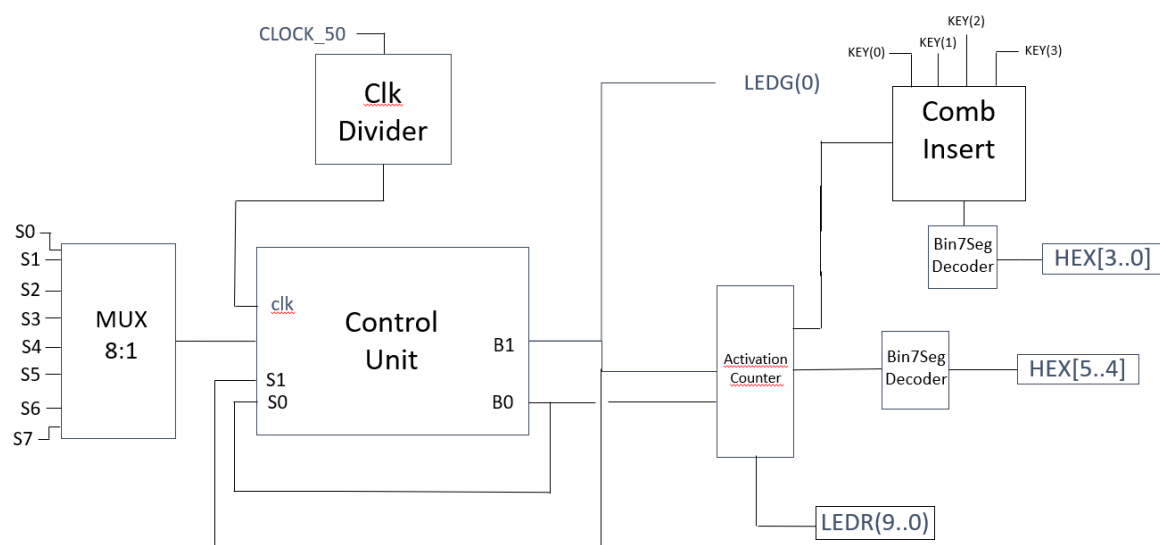 CLOCK_50
Clk
Divider
LEDG(0)
KEY(2)
KEY(1)
KEY(0)
KEY(3)
Comb
Insert
S0
S1
S2
S3
S4
S5
S6
S7
MUX
8:1
clk
Control
Unit
B1
S1
S0
B0
Bin7Seg
Decoder
HEX[3..0]
Activation
Counter
Bin7Seg
Decoder
HEX[5..4]
LEDR(9..0)